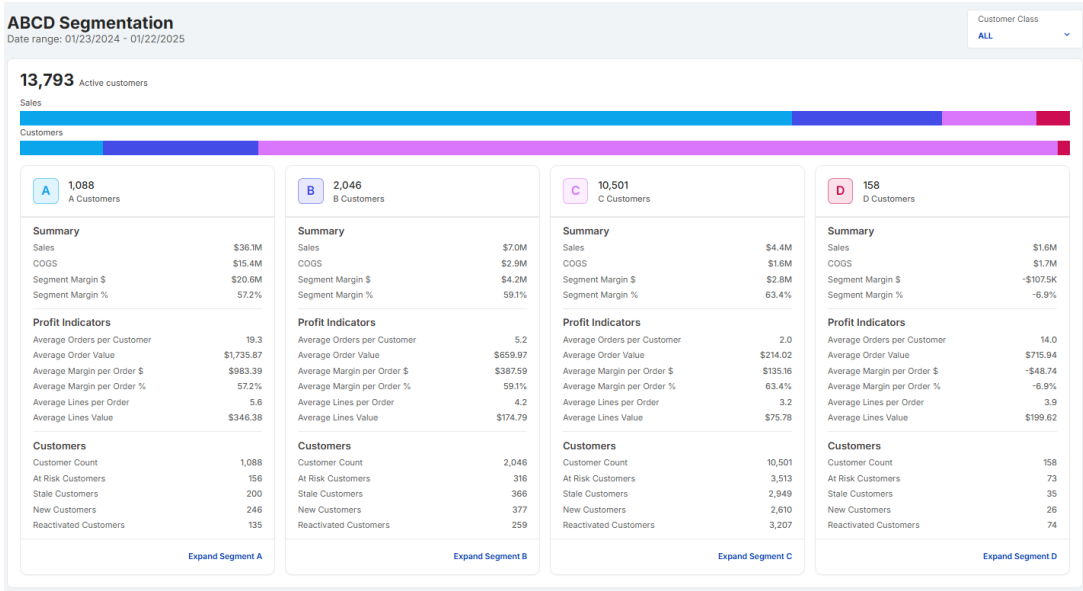 ABCD Segmentation
Date range: 01/23/2024 - 01/22/2025
Customer Class
ALL
13,793 Active customers
Sales
Customers
A
1,088
A Customers
Summary
Sales $36.1M
COGS $15.4M
Segment Margin $ $20.6M
Segment Margin % 57.2%
Profit Indicators
Average Orders per Customer 19.3
Average Order Value $1,735.87
Average Margin per Order $ $983.39
Average Margin per Order % 57.2%
Average Lines per Order 5.6
Average Lines Value $346.38
Customers
Customer Count 1,088
At Risk Customers 156
Stale Customers 200
New Customers 246
Reactivated Customers 135
Expand Segment A
B
2,046
B Customers
Summary
Sales $7.0M
COGS $2.9M
Segment Margin $ $4.2M
Segment Margin % 59.1%
Profit Indicators
Average Orders per Customer 5.2
Average Order Value $659.97
Average Margin per Order $ $387.59
Average Margin per Order % 59.1%
Average Lines per Order 4.2
Average Lines Value $174.79
Customers
Customer Count 2,046
At Risk Customers 316
Stale Customers 366
New Customers 377
Reactivated Customers 259
Expand Segment B
C
10,501
C Customers
Summary
Sales $4.4M
COGS $1.6M
Segment Margin $ $2.8M
Segment Margin % 63.4%
Profit Indicators
Average Orders per Customer 2.0
Average Order Value $214.02
Average Margin per Order $ $135.16
Average Margin per Order % 63.4%
Average Lines per Order 3.2
Average Lines Value $75.78
Customers
Customer Count 10,501
At Risk Customers 3,513
Stale Customers 2,949
New Customers 2,610
Reactivated Customers 3,207
Expand Segment C
D
158
D Customers
Summary
Sales $1.6M
COGS $1.7M
Segment Margin $ -$107.5K
Segment Margin % -6.9%
Profit Indicators
Average Orders per Customer 14.0
Average Order Value $715.94
Average Margin per Order $ -$48.74
Average Margin per Order % -6.9%
Average Lines per Order 3.9
Average Lines Value $199.62
Customers
Customer Count 158
At Risk Customers 73
Stale Customers 35
New Customers 26
Reactivated Customers 74
Expand Segment D